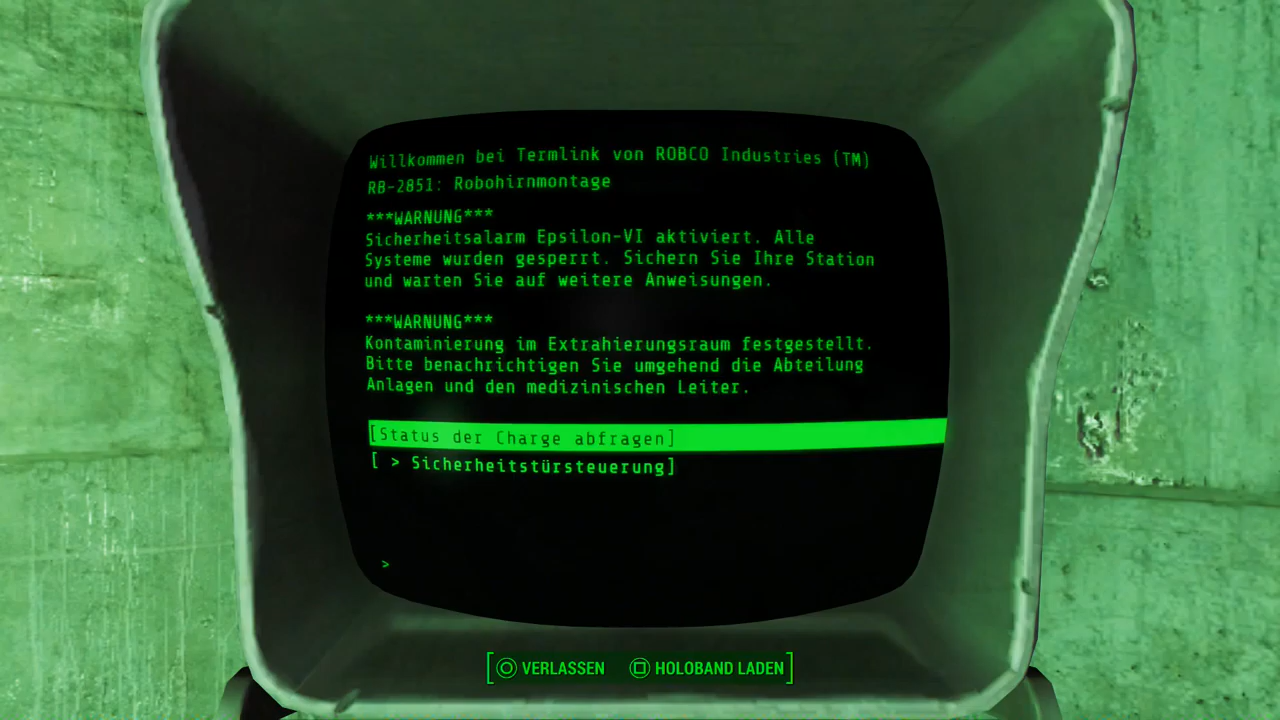 Willkommen bei Termlink von ROBCO Industries (TM)
RB-2851: Robohirnmontage
***WARNUNG***
Sicherheitsalarm Epsilon-VI aktiviert. Alle
Systeme wurden gesperrt. Sichern Sie Ihre Station
und warten Sie auf weitere Anweisungen.
***WARNUNG***
Kontaminierung im Extrahierungsraum festgestellt.
Bitte benachrichtigen Sie umgehend die Abteilung
Anlagen und den medizinischen Leiter.
[Status der Charge abfragen]
[ > Sicherheitstürsteuerung]
>
[VERLASSEN HOLOBAND LADEN]